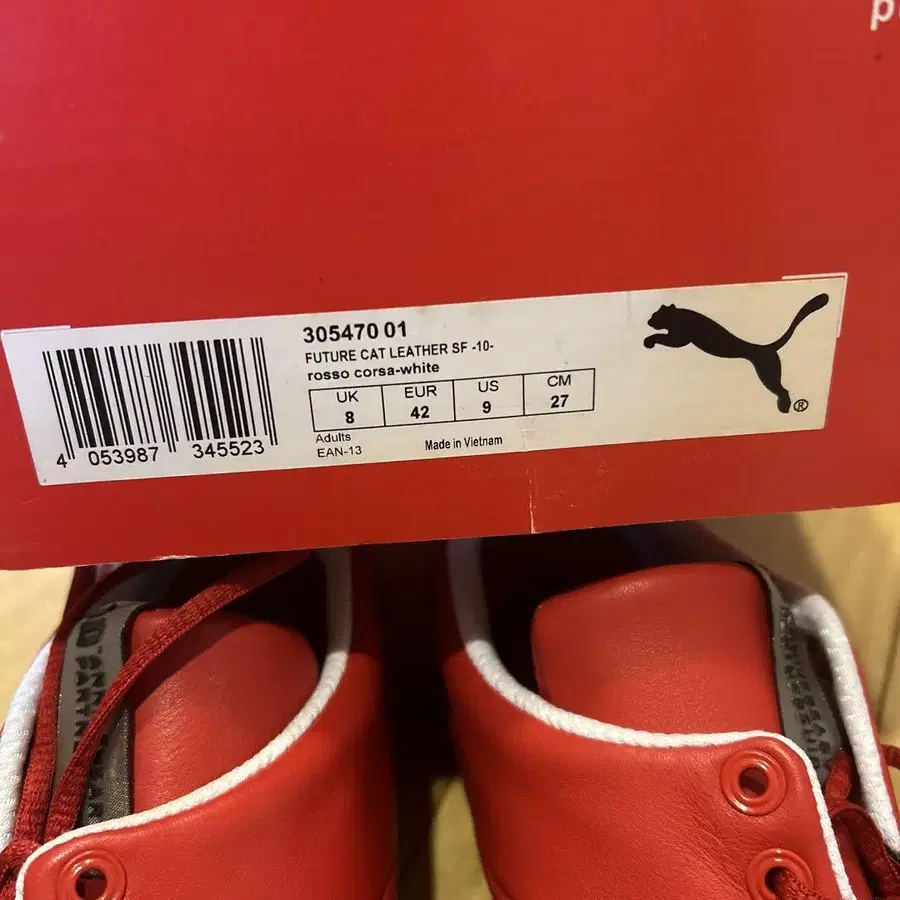 305470 01
FUTURE CAT LEATHER SF -10-
rosso corsa-white
UK EUR US CM
8 42 9 27
Adults
EAN-13
Made in Vietnam
4 053987 345523
®